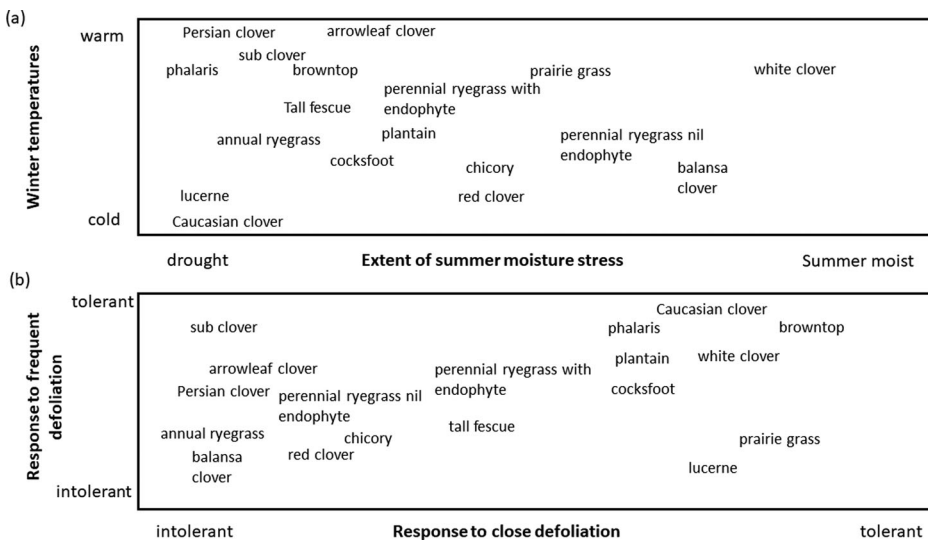 (a)
warm
Persian clover
arrowleaf clover
sub clover
phalaris
browntop
prairie grass
white clover
perennial ryegrass with
endophyte
Tall fescue
annual ryegrass
plantain
perennial ryegrass nil
endophyte
cocksfoot
chicory
balansa
clover
lucerne
red clover
cold
Caucasian clover
Winter temperatures
drought
Extent of summer moisture stress
Summer moist
(b)
tolerant
Caucasian clover
sub clover
phalaris
browntop
plantain
white clover
arrowleaf clover
perennial ryegrass with
endophyte
Persian clover
perennial ryegrass nil
endophyte
cocksfoot
annual ryegrass
chicory
tall fescue
prairie grass
balansa
clover
red clover
lucerne
intolerant
Response to frequent
defoliation
intolerant
Response to close defoliation
tolerant